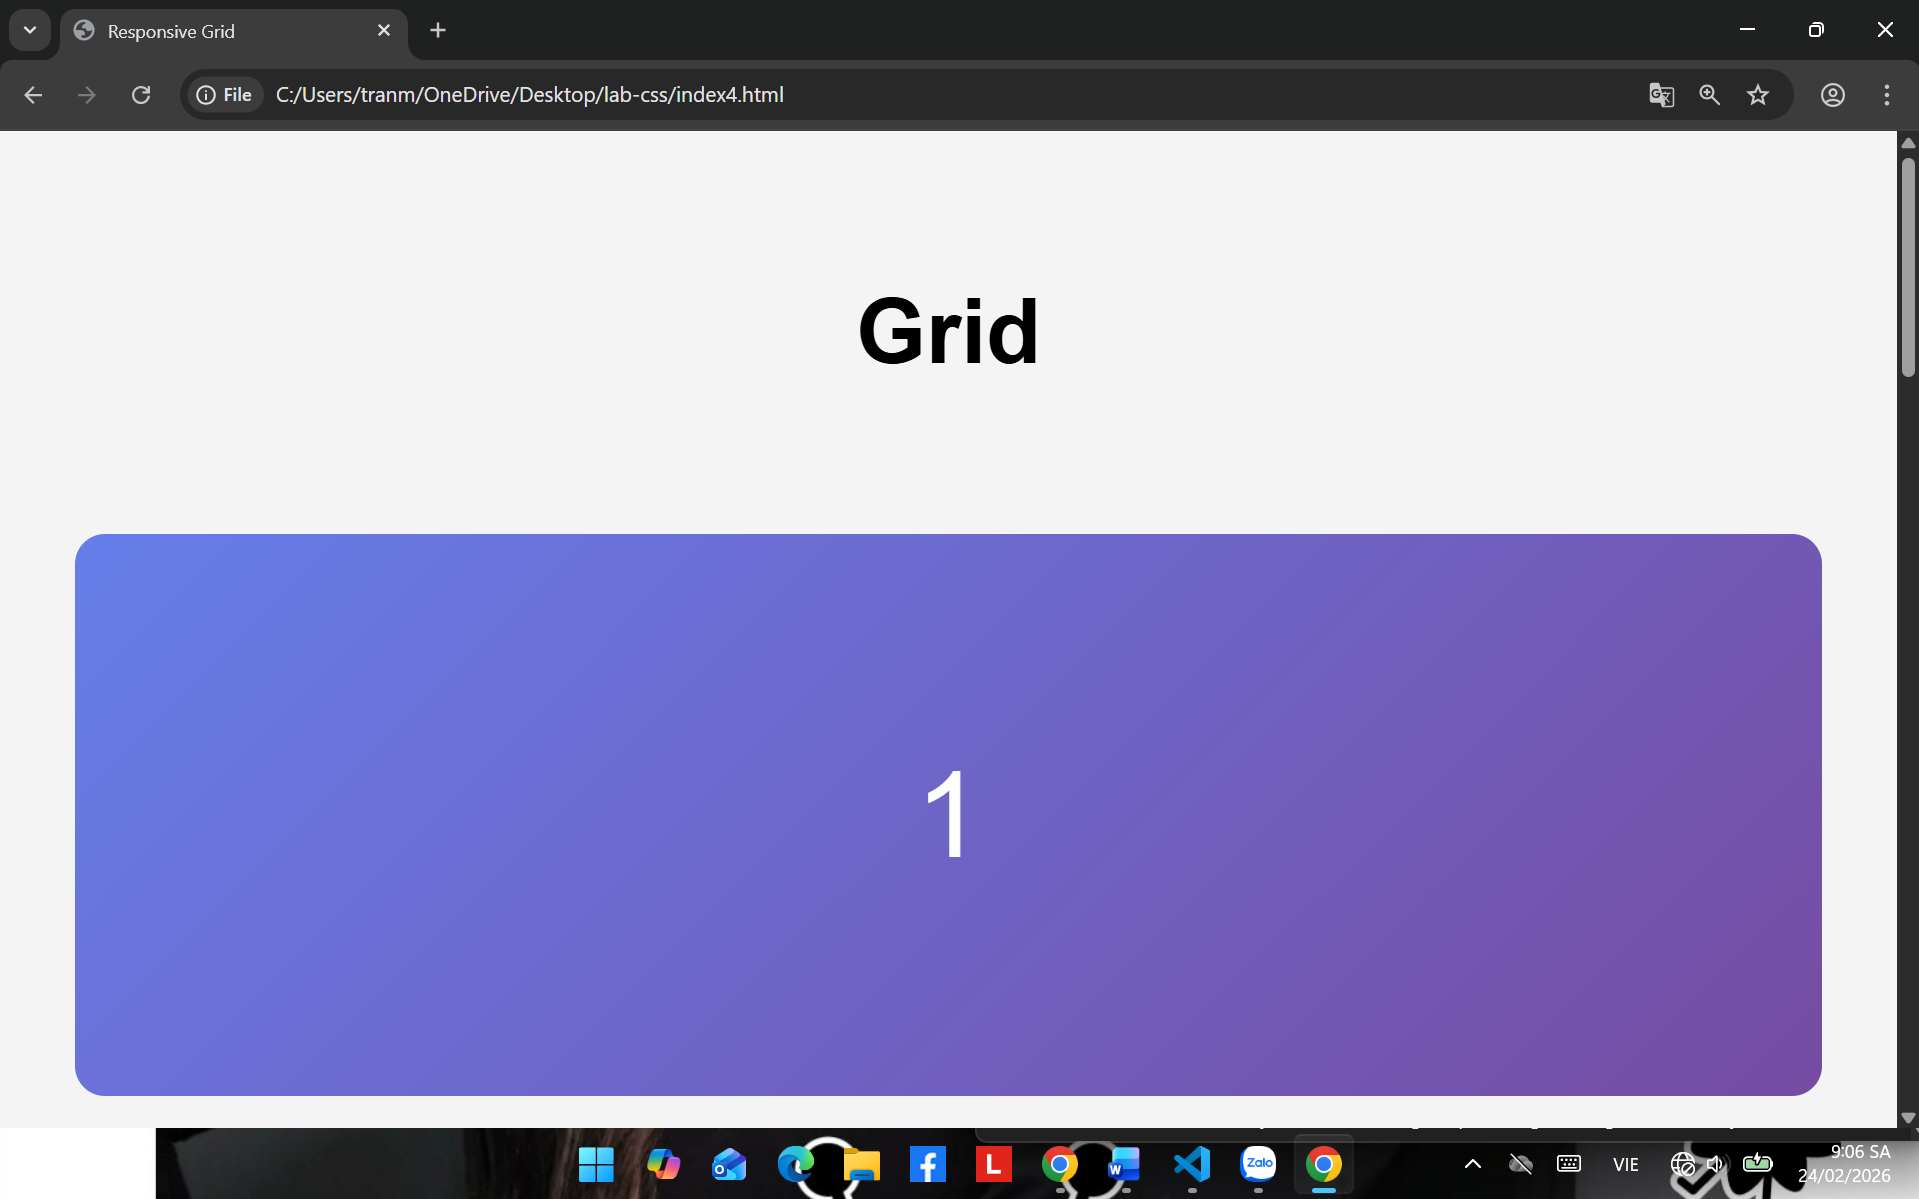 Responsive Grid
File
C:/Users/tranm/OneDrive/Desktop/lab-css/index4.html
Grid
1
L
Zalo
VIE
9:06 SA
24/02/2026